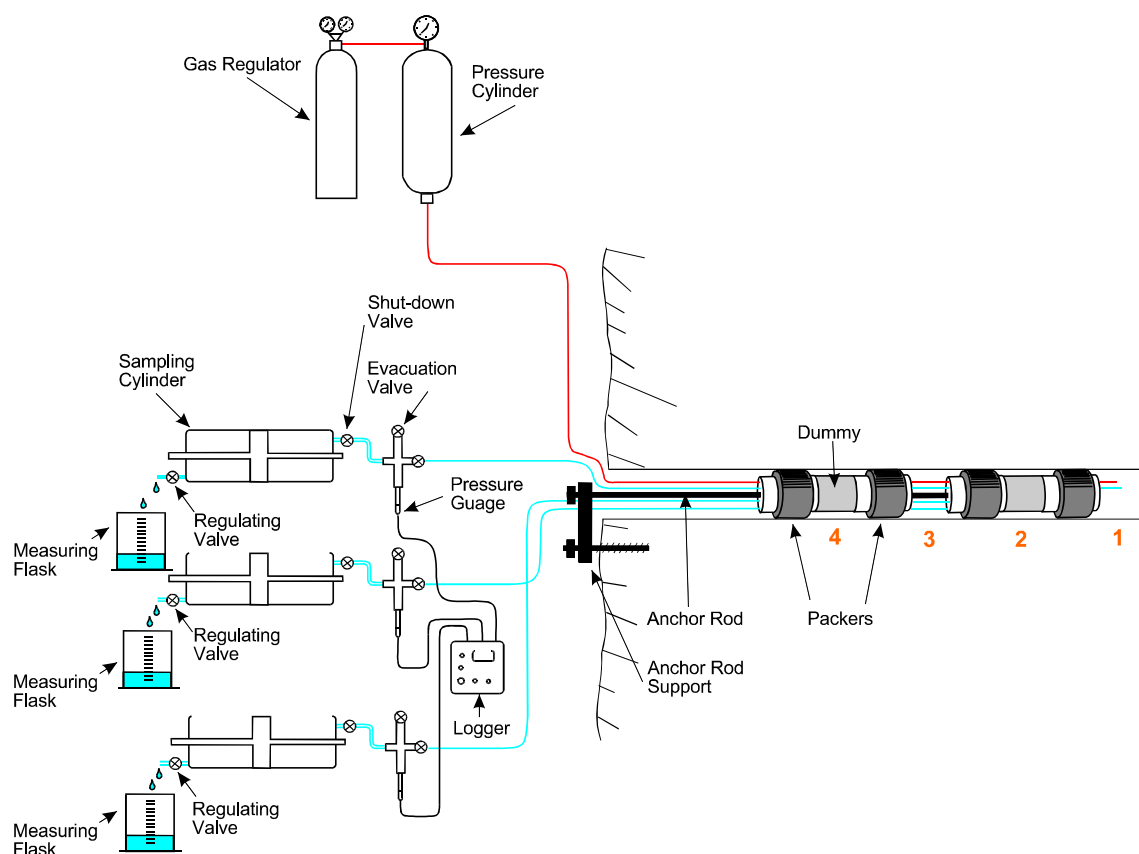 Gas Regulator
Pressure
Cylinder
Shut-down
Valve
Sampling
Cylinder
Evacuation
Valve
Dummy
Pressure
Guage
Regulating
Valve
Measuring
Flask
4
3
2
1
Anchor Rod
Packers
Regulating
Valve
Measuring
Flask
Anchor Rod
Support
Logger
Regulating
Valve
Measuring
Flask